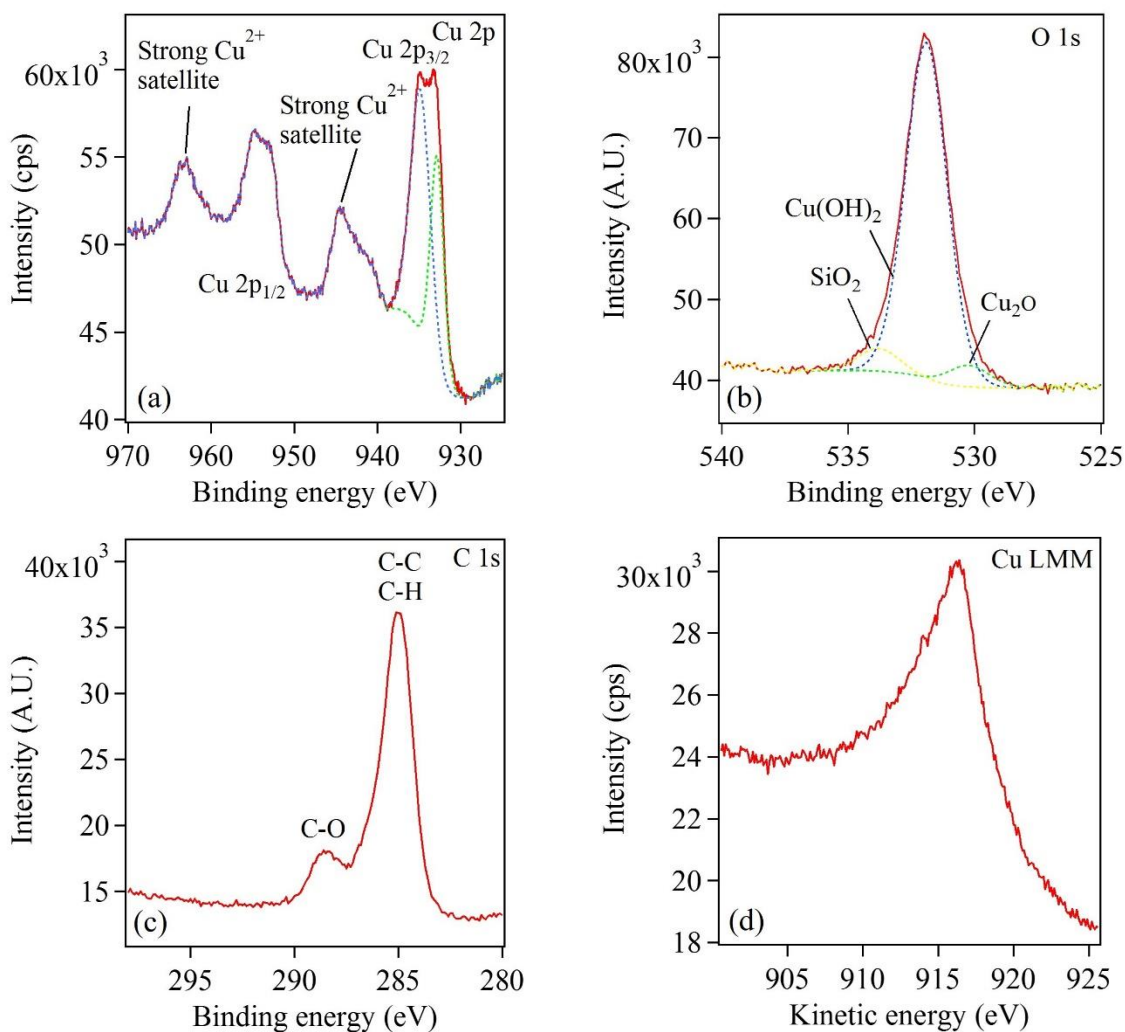 Cu 2p
Cu 2p3/2
Strong Cu2+
satellite
Strong Cu2+
satellite
Cu 2p1/2
(a)
60x10³
55
50
45
40
Intensity (cps)
970
960
950
940
930
Binding energy (eV)
O 1s
Cu(OH)2
SiO2
Cu2O
(b)
80x10³
70
60
50
40
Intensity (A.U.)
540
535
530
525
Binding energy (eV)
C 1s
C-C
C-H
C-O
(c)
40x10³
35
30
25
20
15
Intensity (A.U.)
295
290
285
280
Binding energy (eV)
Cu LMM
(d)
30x10³
28
26
24
22
20
18
Intensity (cps)
905
910
915
920
925
Kinetic energy (eV)